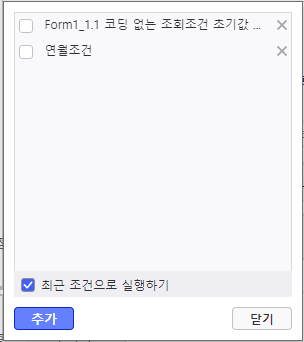 Form1_1.1 코딩 없는 조회조건 초기값 ...
연월조건
최근 조건으로 실행하기
추가
닫기